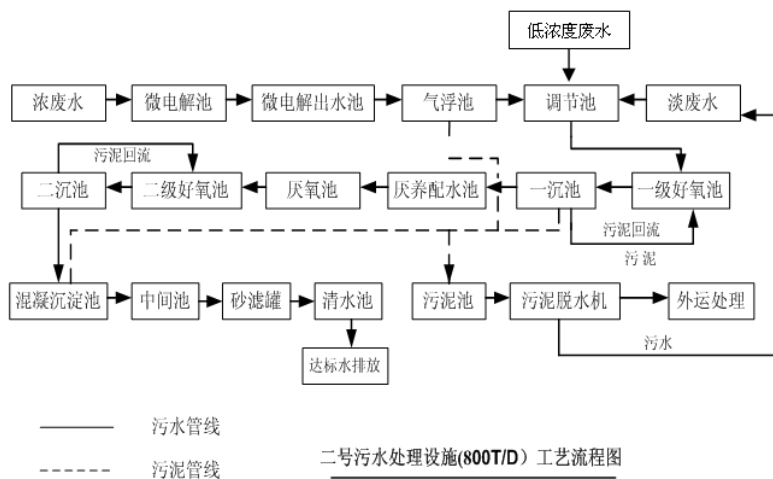 低浓度废水
浓废水
微电解池
微电解出水池
气浮池
调节池
淡废水
污泥回流
二沉池
二级好氧池
厌氧池
厌养配水池
一沉池
一级好氧池
污泥回流
污泥
混凝沉淀池
中间池
砂滤罐
清水池
污泥池
污泥脱水机
外运处理
污水
达标水排放
污水管线
污泥管线
二号污水处理设施(800T/D）工艺流程图